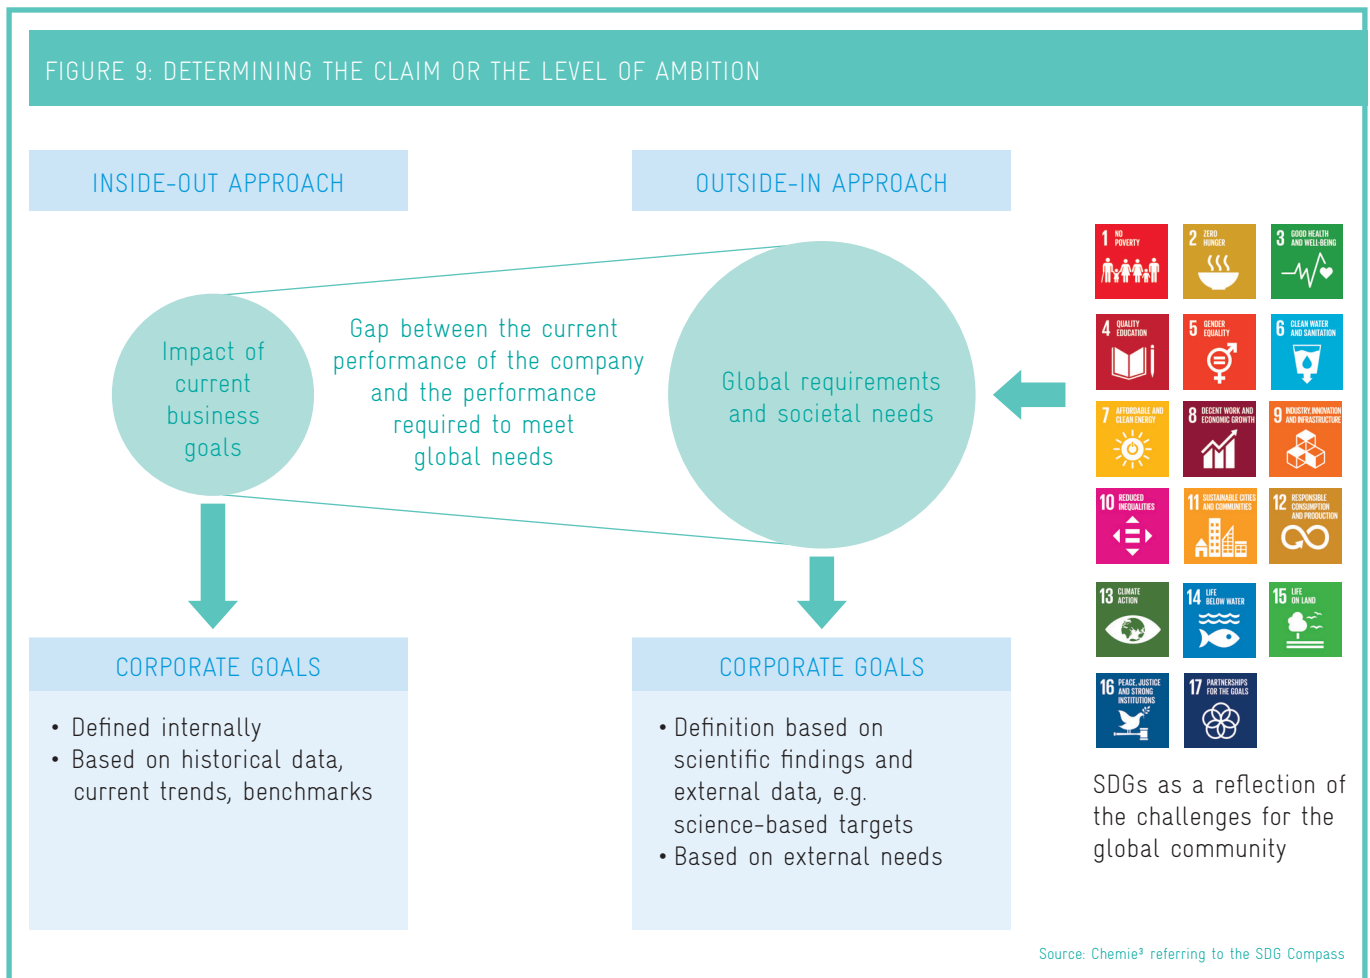 FIGURE 9: DETERMINING THE CLAIM OR THE LEVEL OF AMBITION
INSIDE-OUT APPROACH
OUTSIDE-IN APPROACH
Impact of
current
business
goals
Gap between the current
performance of the company
and the performance
required to meet
global needs
Global requirements
and societal needs
1 NO
POVERTY
2 ZERO
HUNGER
3 GOOD HEALTH
AND WELL-BEING
4 QUALITY
EDUCATION
5 GENDER
EQUALITY
6 CLEAN WATER
AND SANITATION
7 AFFORDABLE AND
CLEAN ENERGY
8 DECENT WORK AND
ECONOMIC GROWTH
9 INDUSTRY, INNOVATION
AND INFRASTRUCTURE
10 REDUCED
INEQUALITIES
11 SUSTAINABLE CITIES
AND COMMUNITIES
12 RESPONSIBLE
CONSUMPTION
AND PRODUCTION
13 CLIMATE
ACTION
14 LIFE
BELOW WATER
15 LIFE
ON LAND
16 PEACE, JUSTICE
AND STRONG
INSTITUTIONS
17 PARTNERSHIPS
FOR THE GOALS
SDGs as a reflection of
the challenges for the
global community
CORPORATE GOALS
• Defined internally
• Based on historical data,
current trends, benchmarks
CORPORATE GOALS
• Definition based on
scientific findings and
external data, e.g.
science-based targets
• Based on external needs
Source: Chemie³ referring to the SDG Compass